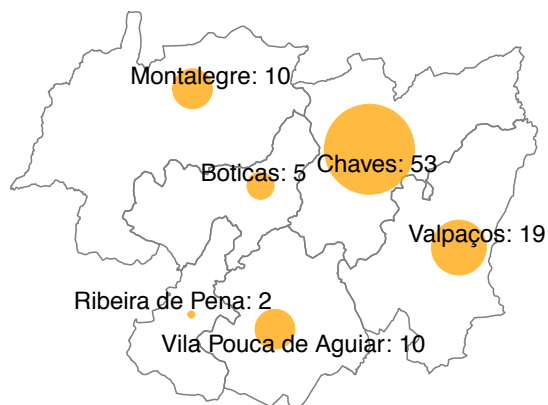 Montalegre: 10
Chaves: 53
Boticas: 5
Valpaços: 19
Ribeira de Pena: 2
Vila Pouca de Aguiar: 10